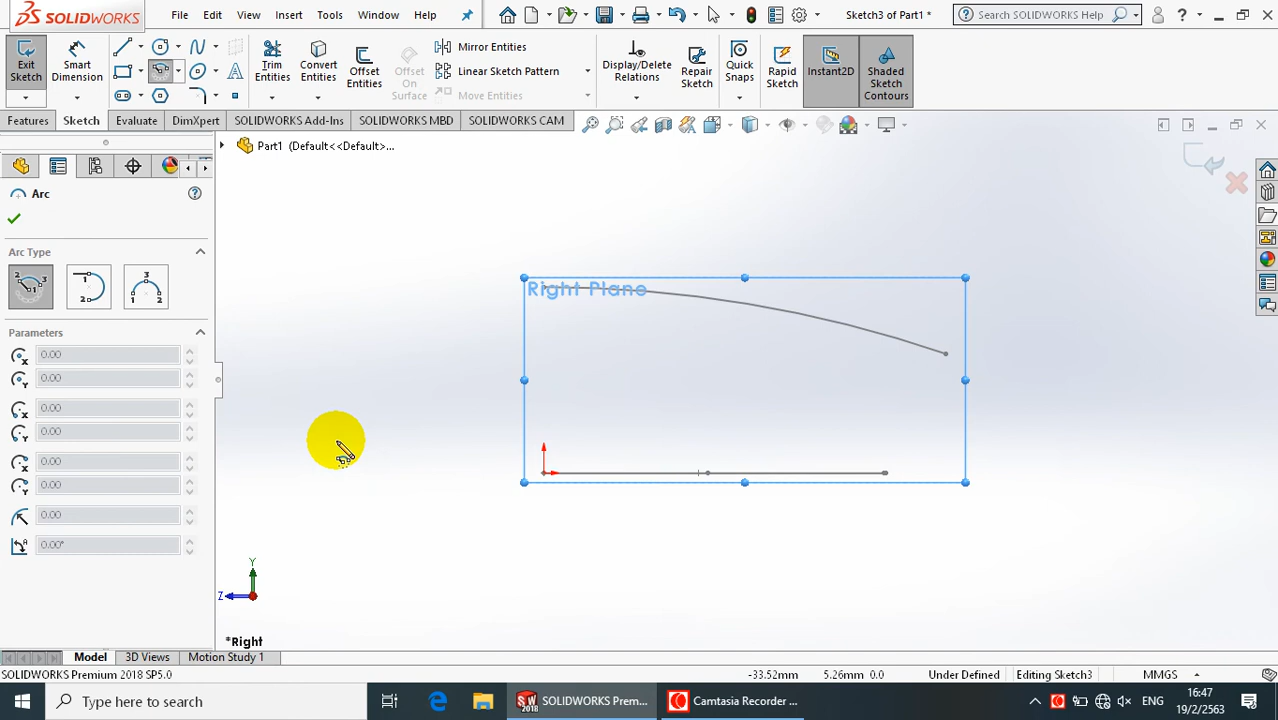 SOLIDWORKS File Edit View Insert Tools Window Help Sketch3 of Part1 * Search SOLIDWORKS Help
Exit Sketch
Smart Dimension
Trim Entities
Convert Entities
Offset Entities
Offset On Surface
Mirror Entities
Linear Sketch Pattern
Move Entities
Display/Delete Relations
Repair Sketch
Quick Snaps
Rapid Sketch
Instant2D
Shaded Sketch Contours
Features Sketch Evaluate DimXpert SOLIDWORKS Add-Ins SOLIDWORKS MBD SOLIDWORKS CAM
Part1 (Default<<Default>...
Arc
Arc Type
Parameters
0.00
0.00
0.00
0.00
0.00
0.00
0.00
0.00°
Right Plane
Y
Z
*Right
Model 3D Views Motion Study 1
SOLIDWORKS Premium 2018 SP5.0 -33.52mm 5.26mm 0.0 Under Defined Editing Sketch3 MMGS
Type here to search SOLIDWORKS Prem... Camtasia Recorder ... ENG
16:47
19/2/2563